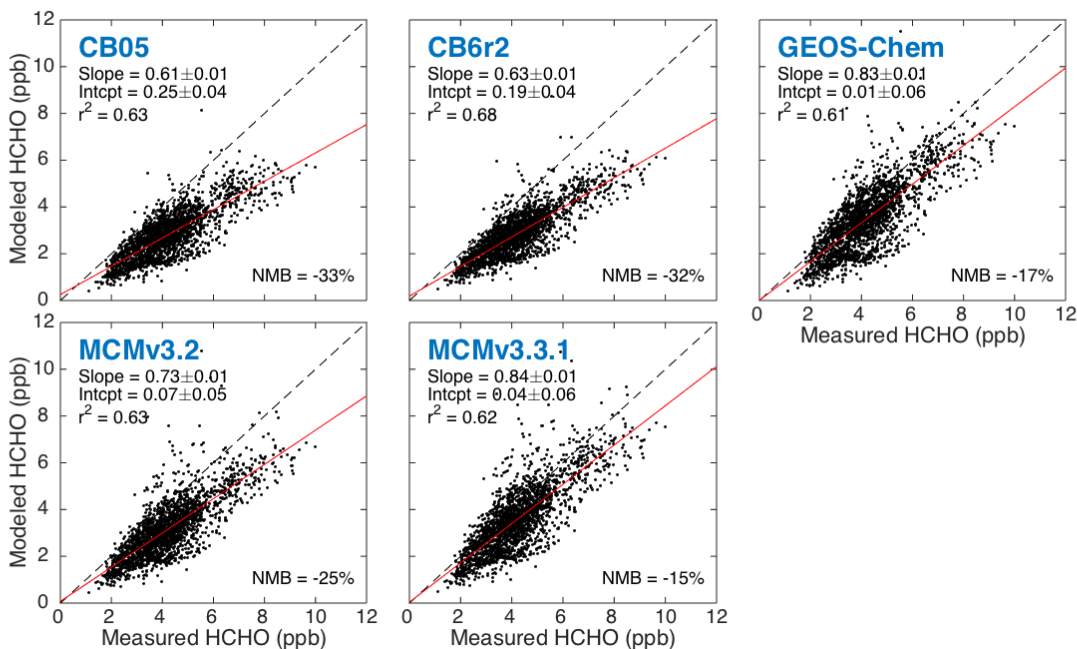 12
10
8
6
4
2
0
Modeled HCHO (ppb)
CB05
Slope = 0.61±0.01
Intcpt = 0.25±0.04
r² = 0.63
NMB = -33%
CB6r2
Slope = 0.63±0.01
Intcpt = 0.19±0.04
r² = 0.68
NMB = -32%
GEOS-Chem
Slope = 0.83±0.01
Intcpt = 0.01±0.06
r² = 0.61
NMB = -17%
0 2 4 6 8 10 12
Measured HCHO (ppb)
12
10
8
6
4
2
0
Modeled HCHO (ppb)
MCMv3.2
Slope = 0.73±0.01
Intcpt = 0.07±0.05
r² = 0.63
NMB = -25%
0 2 4 6 8 10 12
Measured HCHO (ppb)
MCMv3.3.1
Slope = 0.84±0.01
Intcpt = 0.04±0.06
r² = 0.62
NMB = -15%
0 2 4 6 8 10 12
Measured HCHO (ppb)